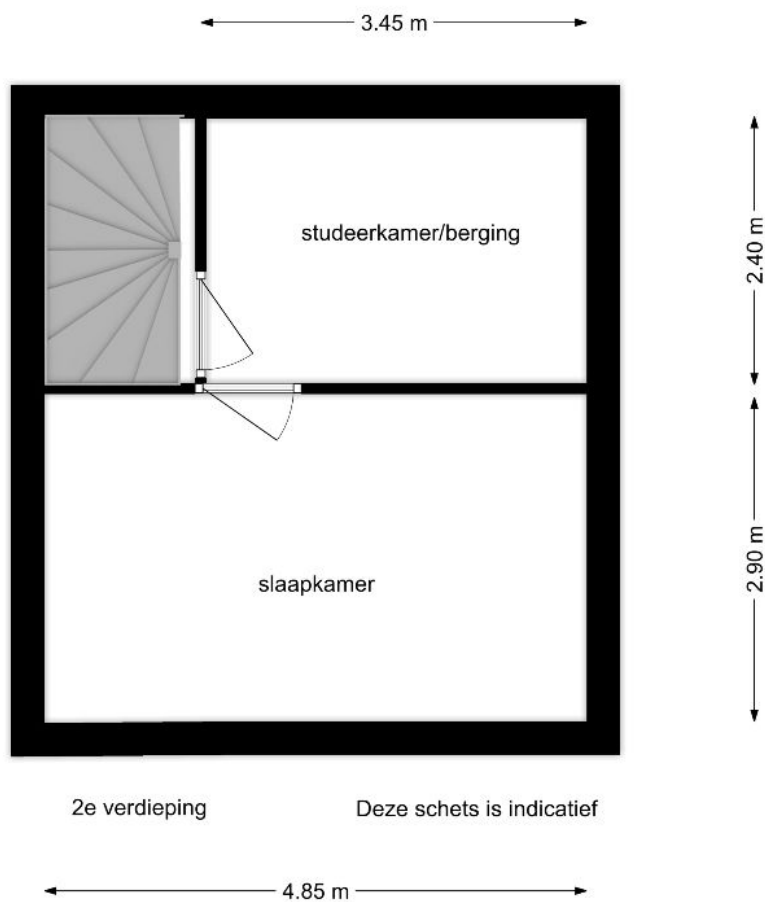 3.45 m
studeerkamer/berging
2.40 m
slaapkamer
2.90 m
2e verdieping
Deze schets is indicatief
4.85 m